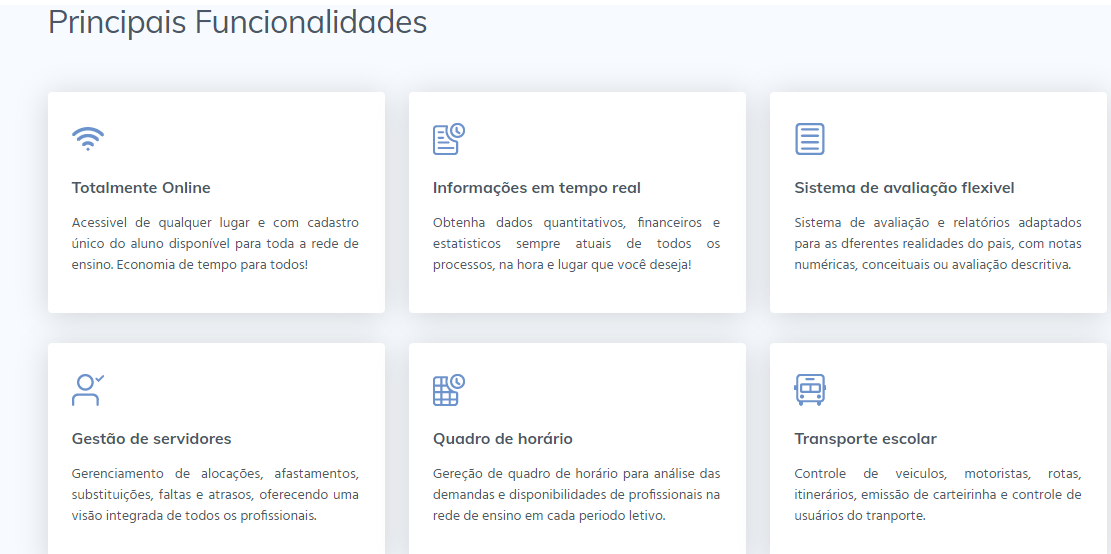 Principais Funcionalidades
Totalmente Online
Acessivel de qualquer lugar e com cadastro
único do aluno disponível para toda a rede de
ensino. Economia de tempo para todos!
Informações em tempo real
Obtenha dados quantitativos, financeiros e
estatisticos sempre atuais de todos os
processos, na hora e lugar que você deseja!
Sistema de avaliação flexivel
Sistema de avaliação e relatórios adaptados
para as dferentes realidades do pais, com notas
numéricas, conceituais ou avaliação descritiva.
Gestão de servidores
Gerenciamento de alocações, afastamentos,
substituições, faltas e atrasos, oferecendo uma
visão integrada de todos os profissionais.
Quadro de horário
Gereção de quadro de horário para análise das
demandas e disponibilidades de profissionais na
rede de ensino em cada periodo letivo.
Transporte escolar
Controle de veiculos, motoristas, rotas,
itinerários, emissão de carteirinha e controle de
usuários do tranporte.